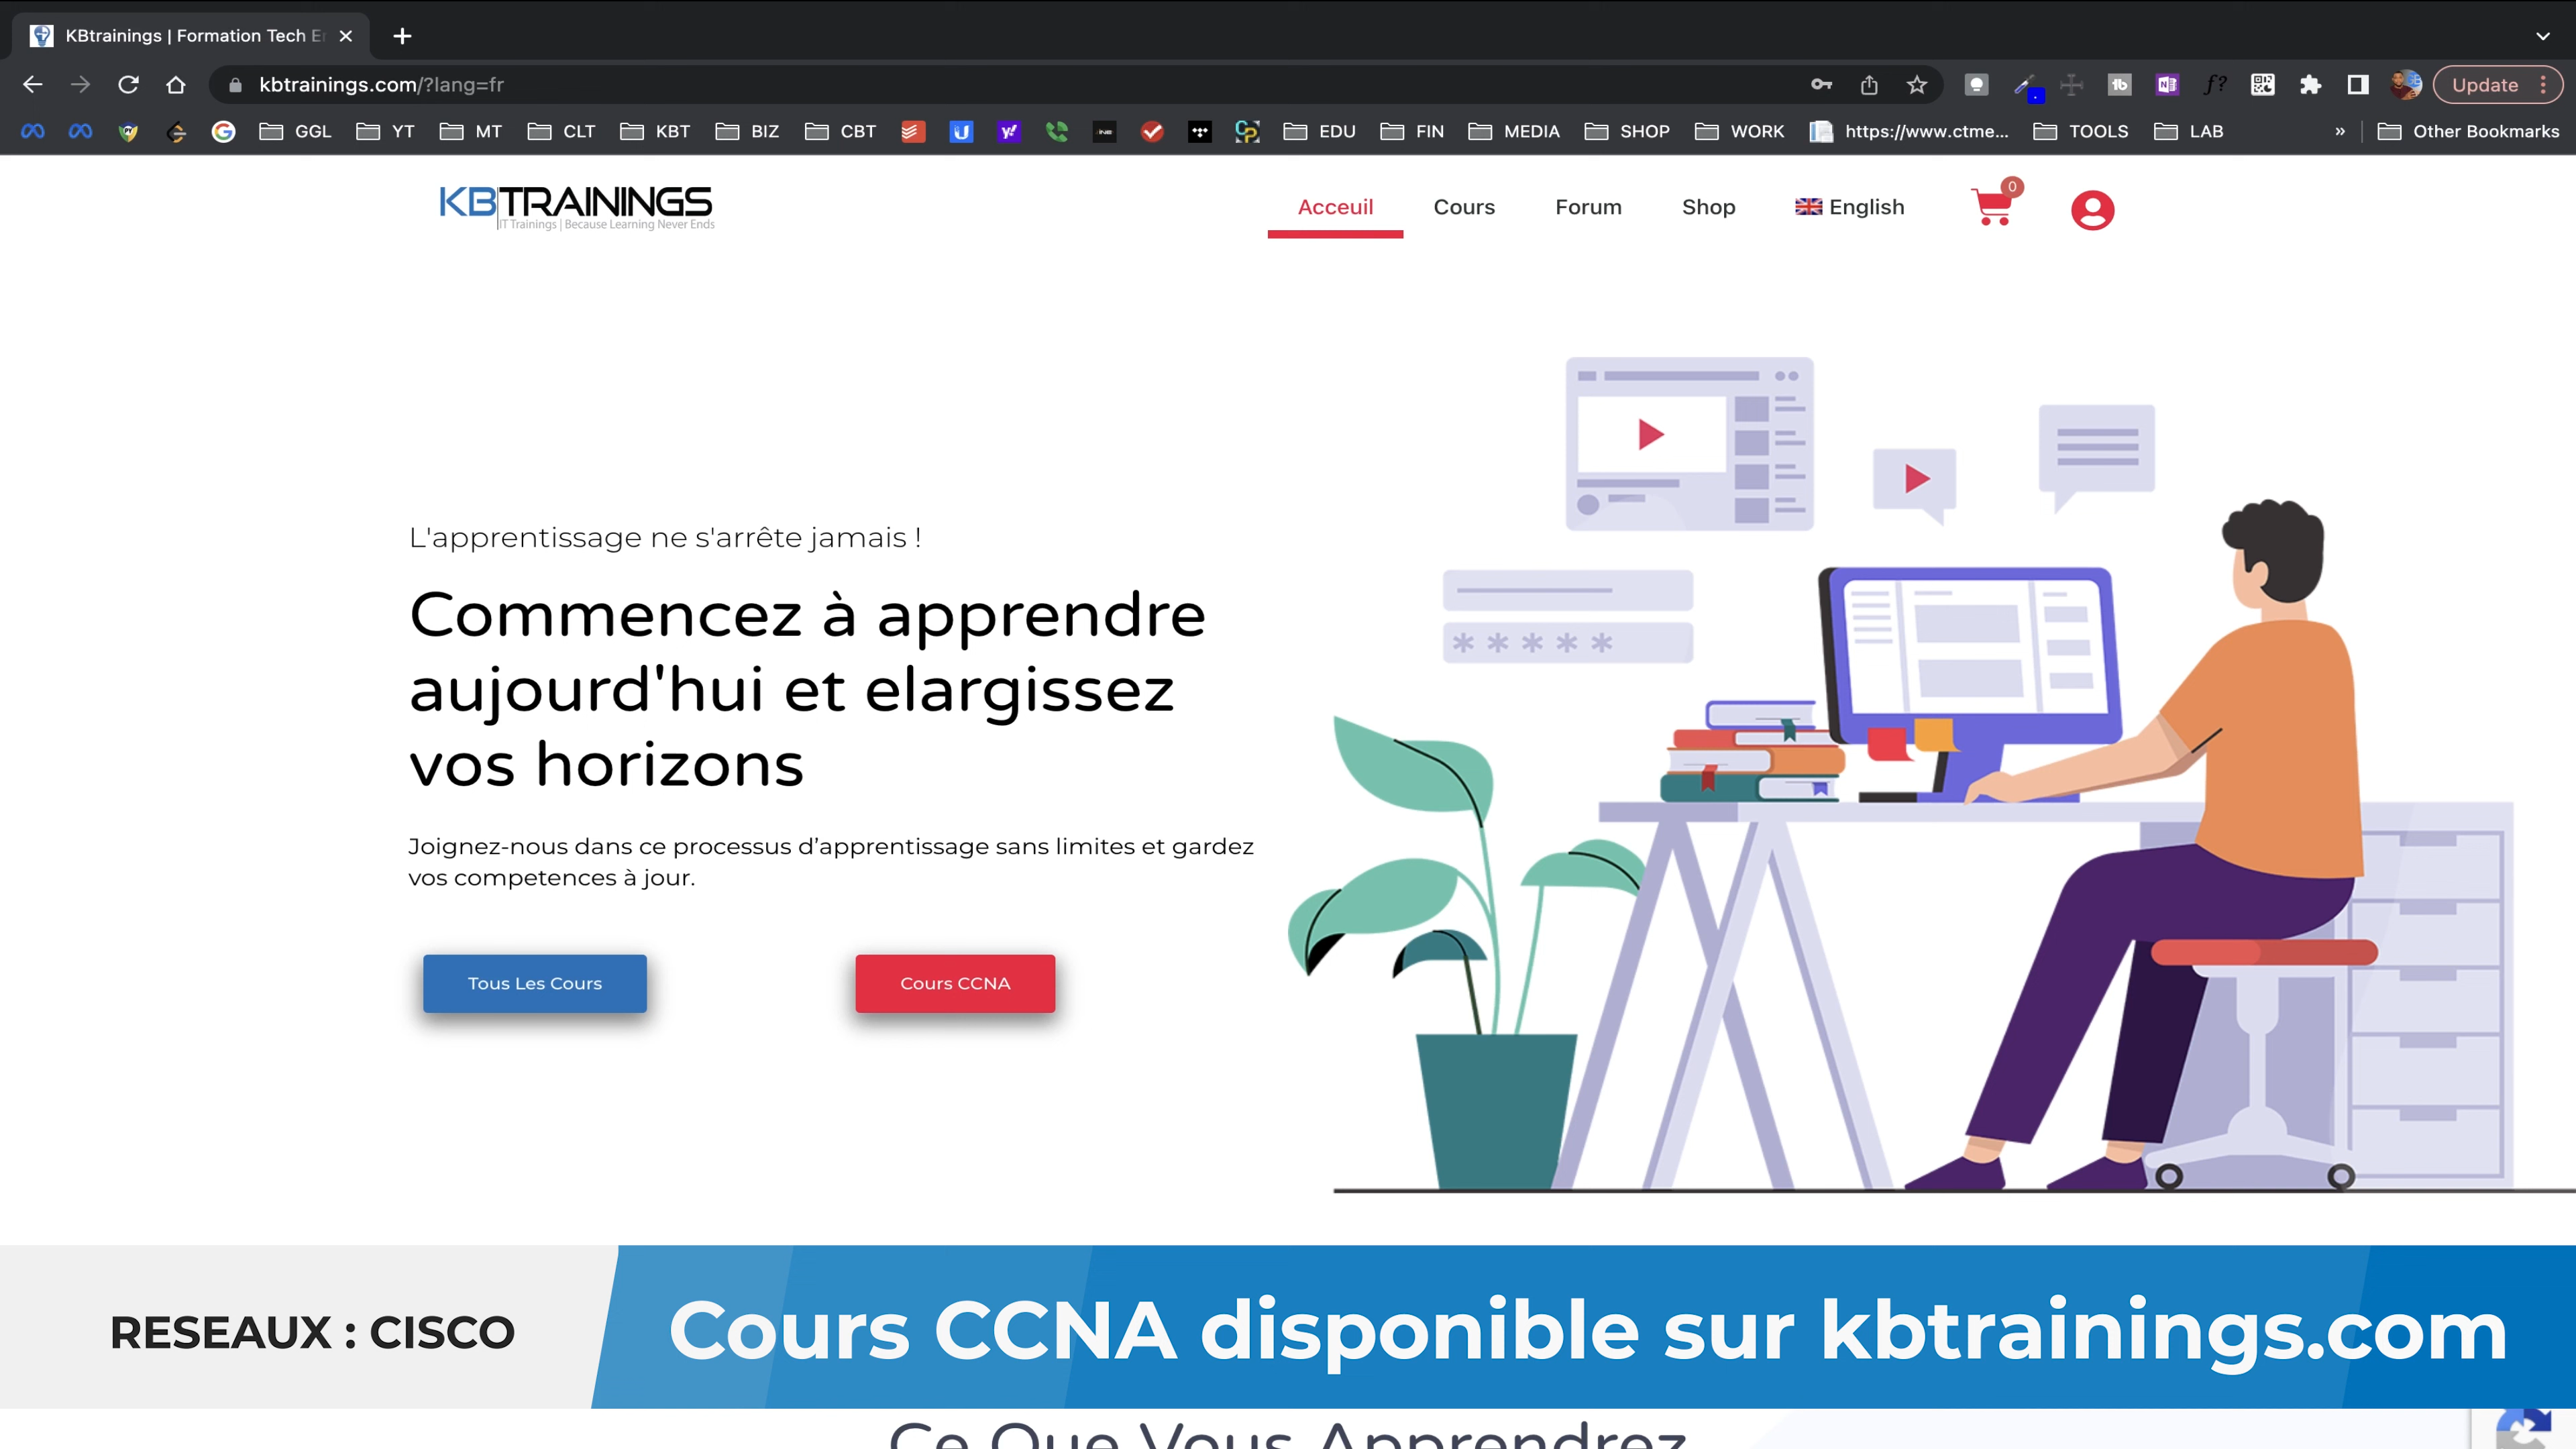 KBtrainings | Formation Tech
kbtrainings.com/?lang=fr
Update
GGL YT MT CLT KBT BIZ CBT EDU FIN MEDIA SHOP WORK https://www.ctme... TOOLS LAB » Other Bookmarks
KBTRAININGS
IT Trainings | Because Learning Never Ends
Acceuil Cours Forum Shop English 0
L'apprentissage ne s'arrête jamais !
Commencez à apprendre
aujourd'hui et elargissez
vos horizons
Joignez-nous dans ce processus d’apprentissage sans limites et gardez
vos competences à jour.
Tous Les Cours
Cours CCNA
*****
RESEAUX : CISCO
Cours CCNA disponible sur kbtrainings.com
Ce Que Vous Apprendrez